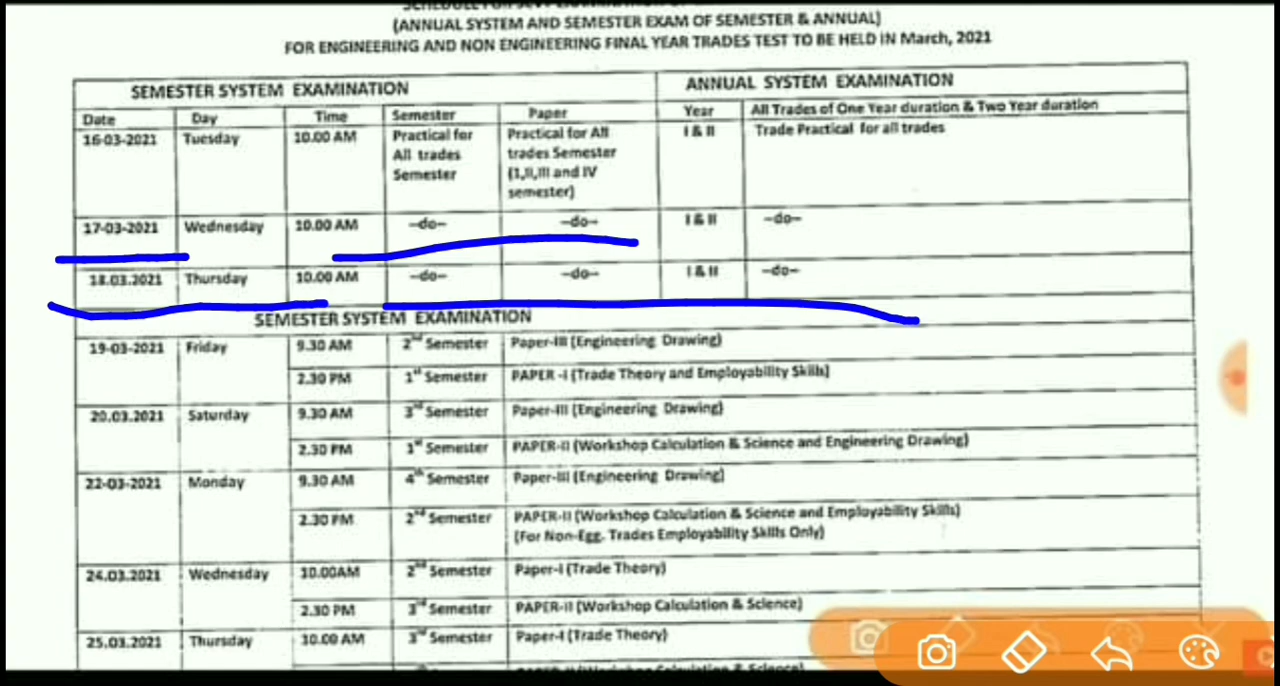 SCHEDULE FOR
(ANNUAL SYSTEM AND SEMESTER EXAM OF SEMESTER & ANNUAL)
FOR ENGINEERING AND NON ENGINEERING FINAL YEAR TRADES TEST TO BE HELD IN March, 2021
SEMESTER SYSTEM EXAMINATION ANNUAL SYSTEM EXAMINATION
Date Day Time Semester Paper Year All Trades of One Year duration & Two Year duration
16-03-2021 Tuesday 10.00 AM Practical for Practical for All I & II Trade Practical for all trades
All trades trades Semester
Semester (1,II,III and IV
semester)
17-03-2021 Wednesday 10.00 AM --do-- --do-- I & II --do--
18.03.2021 Thursday 10.00 AM --do-- --do-- I & II --do--
SEMESTER SYSTEM EXAMINATION
19-03-2021 Friday 9.30 AM 2nd Semester Paper-III (Engineering Drawing)
2.30 PM 1st Semester PAPER -I (Trade Theory and Employability Skills)
20.03.2021 Saturday 9.30 AM 3rd Semester Paper-III (Engineering Drawing)
2.30 PM 1st Semester PAPER-II (Workshop Calculation & Science and Engineering Drawing)
22-03-2021 Monday 9.30 AM 4th Semester Paper-III (Engineering Drawing)
2.30 PM 2nd Semester PAPER-II (Workshop Calculation & Science and Employability Skills)
(For Non-Egg. Trades Employability Skills Only)
24.03.2021 Wednesday 10.00AM 2nd Semester Paper-I (Trade Theory)
2.30 PM 3rd Semester PAPER-II (Workshop Calculation & Science)
25.03.2021 Thursday 10.00 AM 3rd Semester Paper-I (Trade Theory)
PAPER-II (Workshop Calculation & Science)